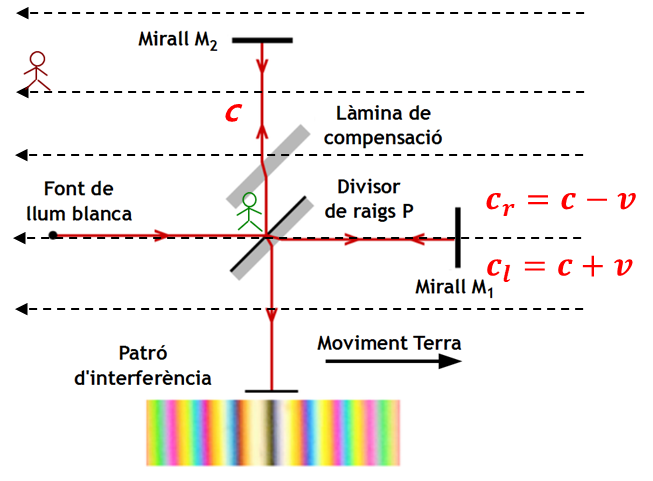 Mirall M₂
c
Làmina de
compensació
Font de
llum blanca
Divisor
de raigs P
cᵣ = c − v
cₗ = c + v
Mirall M₁
Moviment Terra
Patró
d'interferència